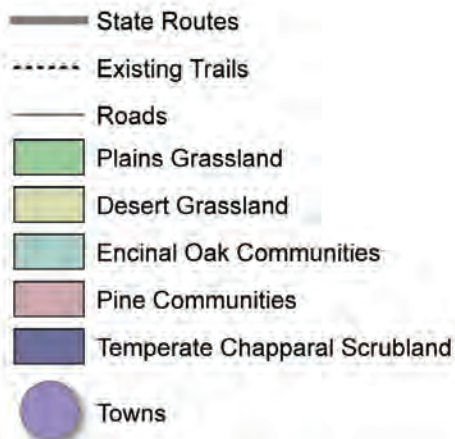 State Routes
Existing Trails
Roads
Plains Grassland
Desert Grassland
Encinal Oak Communities
Pine Communities
Temperate Chapparal Scrubland
Towns